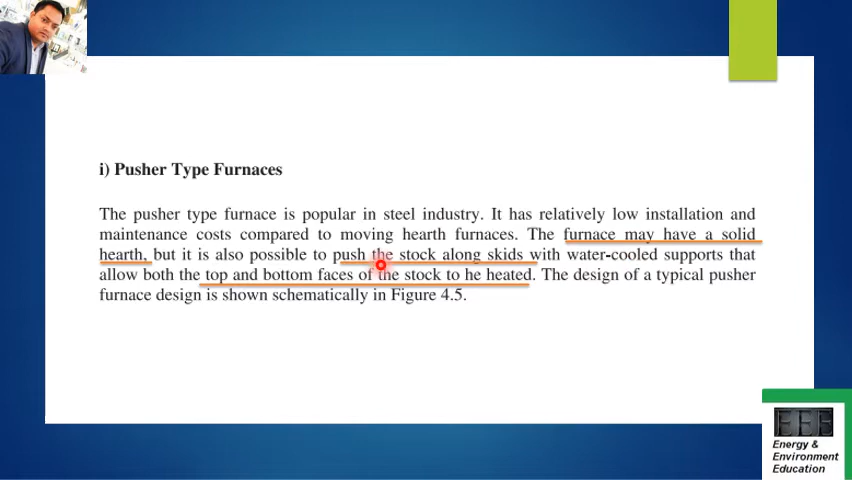 i) Pusher Type Furnaces
The pusher type furnace is popular in steel industry. It has relatively low installation and
maintenance costs compared to moving hearth furnaces. The furnace may have a solid
hearth, but it is also possible to push the stock along skids with water-cooled supports that
allow both the top and bottom faces of the stock to he heated. The design of a typical pusher
furnace design is shown schematically in Figure 4.5.
EEE
Energy &
Environment
Education